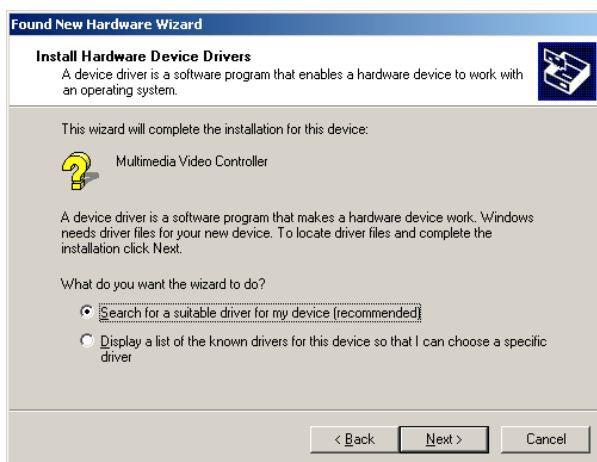 Found New Hardware Wizard
Install Hardware Device Drivers
A device driver is a software program that enables a hardware device to work with
an operating system.
This wizard will complete the installation for this device:
Multimedia Video Controller
A device driver is a software program that makes a hardware device work. Windows
needs driver files for your new device. To locate driver files and complete the
installation click Next.
What do you want the wizard to do?
Search for a suitable driver for my device (recommended)
Display a list of the known drivers for this device so that I can choose a specific
driver
< Back Next > Cancel